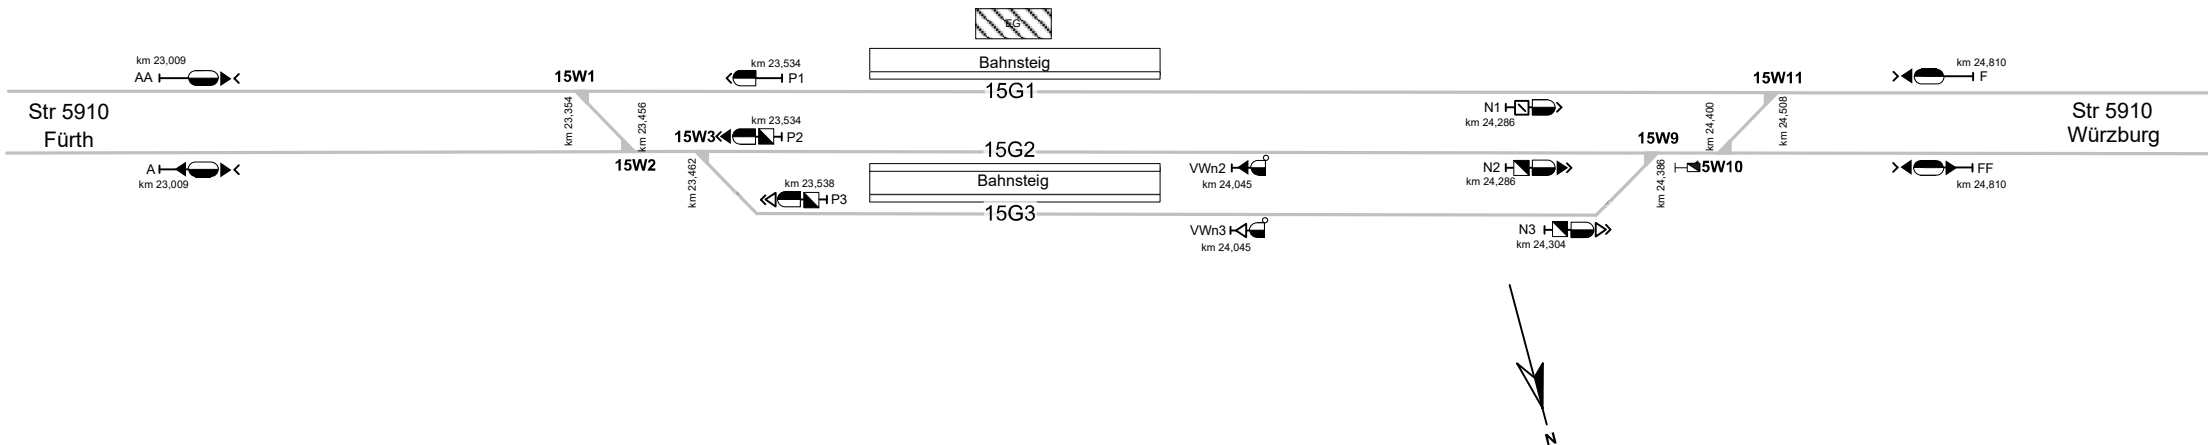 EG
km 23,009
AA
15W1
km 23,534
P1
Bahnsteig
15W11
km 24,810
F
15G1
Str 5910
Fürth
km 23,354
km 23,456
15W3
km 23,534
P2
N1
km 24,286
15W9
km 24,400
km 24,508
Str 5910
Würzburg
15G2
A
km 23,009
15W2
km 23,462
km 23,538
P3
Bahnsteig
VWn2
km 24,045
N2
km 24,286
km 24,386
15W10
FF
km 24,810
15G3
VWn3
km 24,045
N3
km 24,304
N